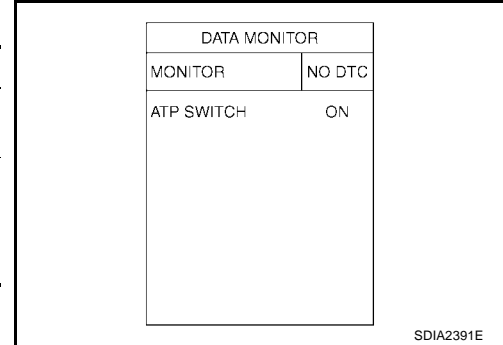 DATA MONITOR
MONITOR NO DTC
ATP SWITCH ON
SDIA2391E